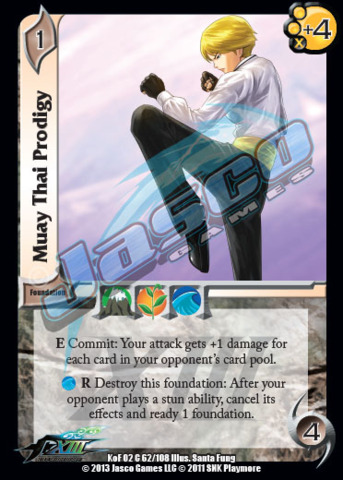 1
+4
X
Muay Thai Prodigy
Jasco
GAMES
Foundation
E Commit: Your attack gets +1 damage for
each card in your opponent's card pool.
R Destroy this foundation: After your
opponent plays a stun ability, cancel its
effects and ready 1 foundation.
XIII
4
KoF 02 C 62/108 Illus. Santa Fung
© 2013 Jasco Games LLC © 2011 SNK Playmore